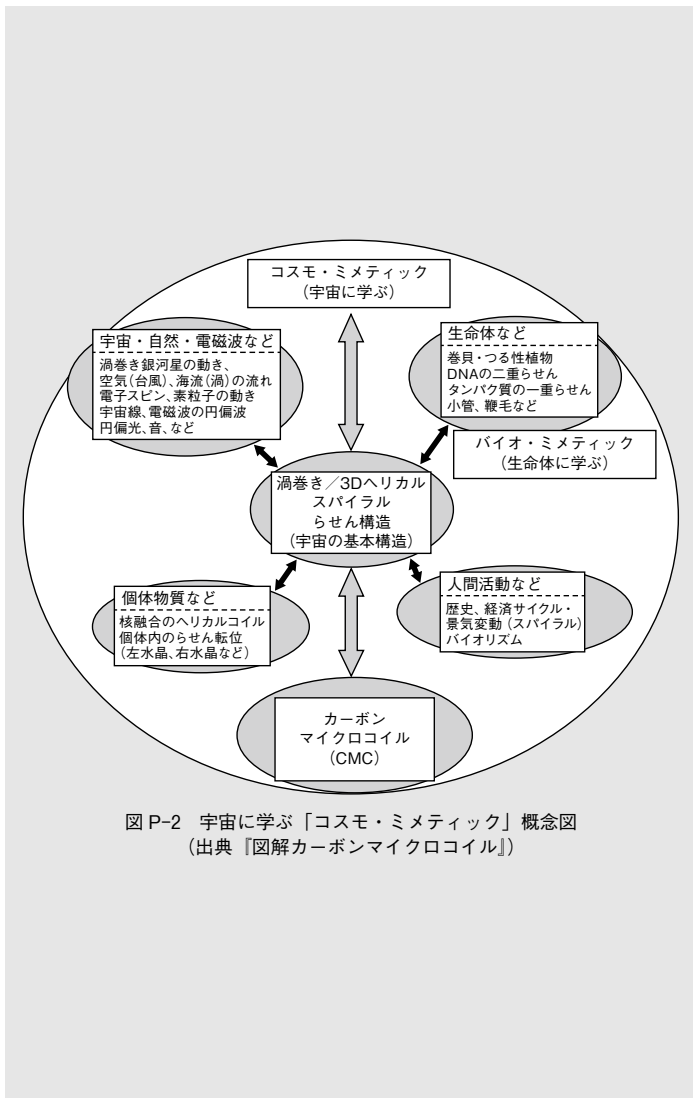 コスモ・ミメティック
（宇宙に学ぶ）
宇宙・自然・電磁波など
渦巻き銀河星の動き、
空気（台風）、海流（渦）の流れ
電子スピン、素粒子の動き
宇宙線、電磁波の円偏波
円偏光、音、など
生命体など
巻貝・つる性植物
DNAの二重らせん
タンパク質の一重らせん
小管、鞭毛など
バイオ・ミメティック
（生命体に学ぶ）
渦巻き／3Dヘリカル
スパイラル
らせん構造
（宇宙の基本構造）
個体物質など
核融合のヘリカルコイル
個体内のらせん転位
（左水晶、右水晶など）
人間活動など
歴史、経済サイクル・
景気変動（スパイラル）
バイオリズム
カーボン
マイクロコイル
（CMC）
図 P-2　宇宙に学ぶ「コスモ・ミメティック」概念図
（出典『図解カーボンマイクロコイル』）